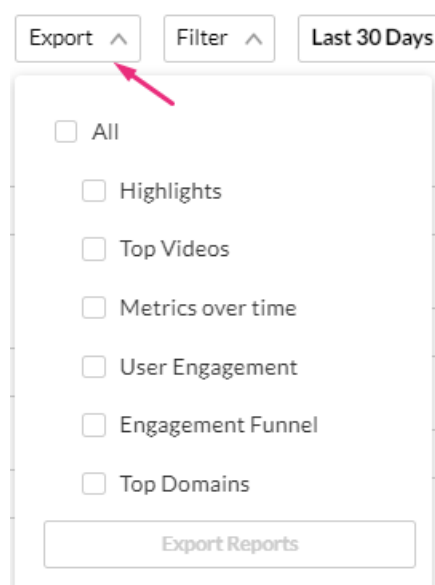 Export Filter Last 30 Days
All
Highlights
Top Videos
Metrics over time
User Engagement
Engagement Funnel
Top Domains
Export Reports